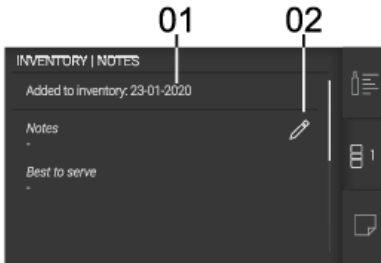 01 02
INVENTORY | NOTES
Added to inventory: 23-01-2020
Notes
-
1
Best to serve
-